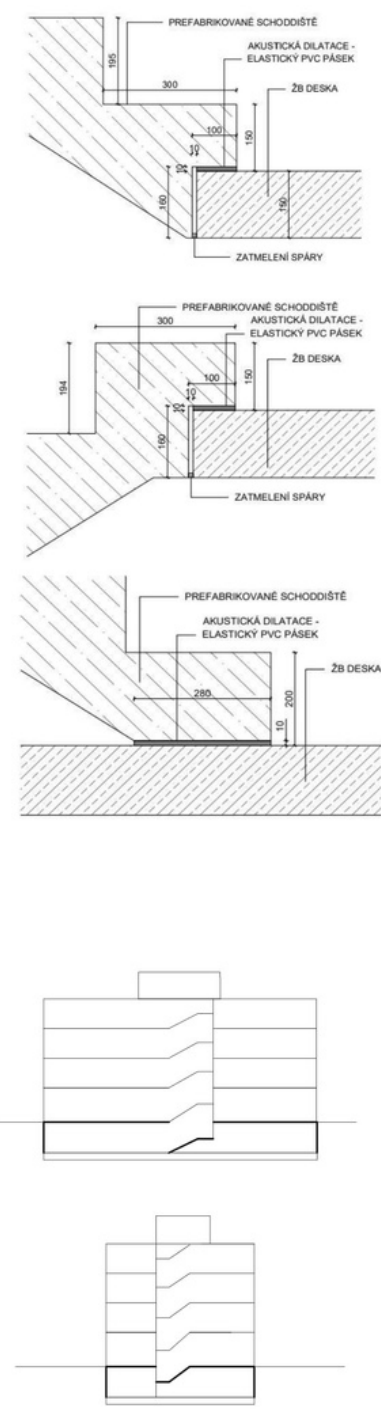 PREFABRIKOVANÉ SCHODDIŠTĚ
AKUSTICKÁ DILATACE -
ELASTICKÝ PVC PÁSEK
ŽB DESKA
195
300
100
10
10
150
160
150
ZATMELENÍ SPÁRY
PREFABRIKOVANÉ SCHODDIŠTĚ
AKUSTICKÁ DILATACE -
ELASTICKÝ PVC PÁSEK
ŽB DESKA
300
194
100
10
10
150
160
ZATMELENÍ SPÁRY
PREFABRIKOVANÉ SCHODDIŠTĚ
AKUSTICKÁ DILATACE -
ELASTICKÝ PVC PÁSEK
ŽB DESKA
280
200
10